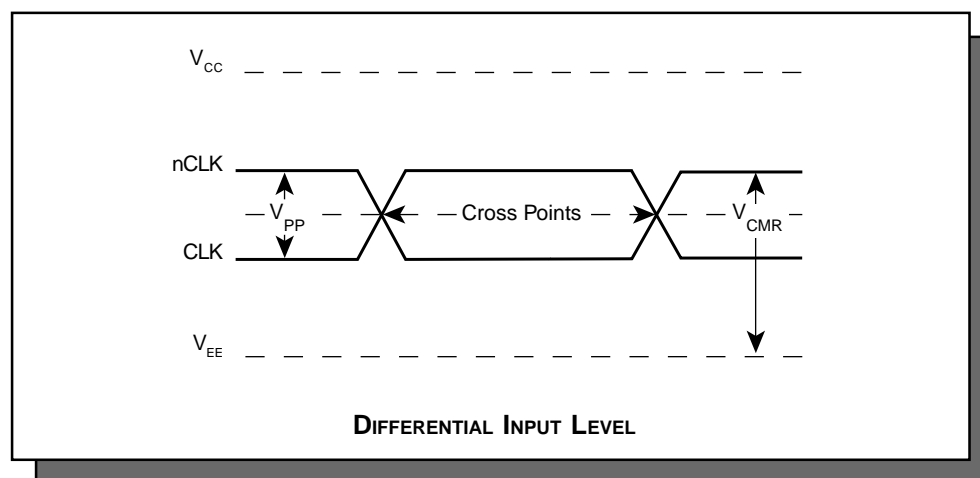 VCC
nCLK
VPP
Cross Points
VCMR
CLK
VEE
DIFFERENTIAL INPUT LEVEL